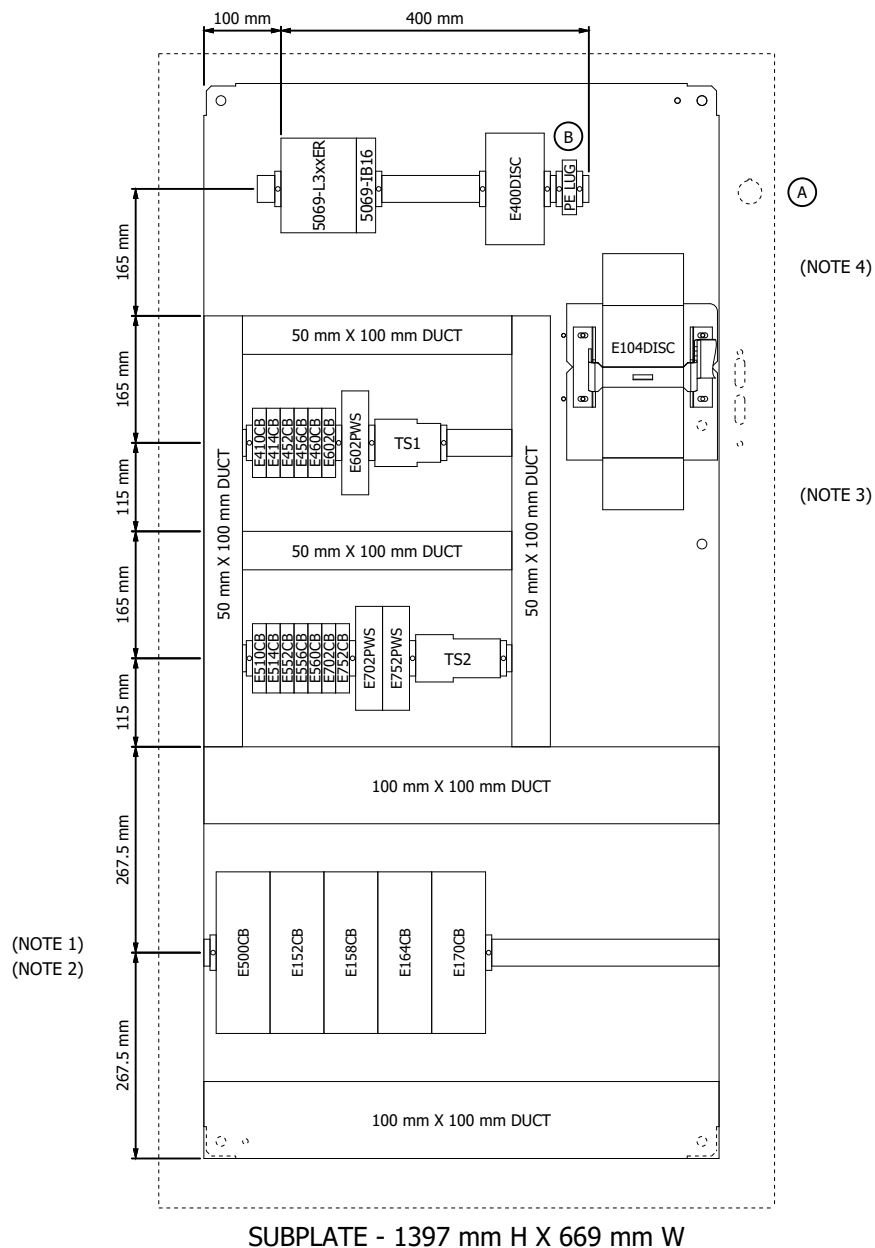 100 mm
400 mm
B
5069-L3xxER
5069-IB16
E400DISC
PE LUG
A
165 mm
(NOTE 4)
50 mm X 100 mm DUCT
E104DISC
165 mm
E410CB
E414CB
E452CB
E456CB
E460CB
E602CB
E602PWS
TS1
50 mm X 100 mm DUCT
50 mm X 100 mm DUCT
115 mm
(NOTE 3)
50 mm X 100 mm DUCT
165 mm
E510CB
E514CB
E552CB
E556CB
E560CB
E702CB
E752CB
E702PWS
E752PWS
TS2
115 mm
100 mm X 100 mm DUCT
267.5 mm
(NOTE 1)
(NOTE 2)
E500CB
E152CB
E158CB
E164CB
E170CB
267.5 mm
100 mm X 100 mm DUCT
SUBPLATE - 1397 mm H X 669 mm W